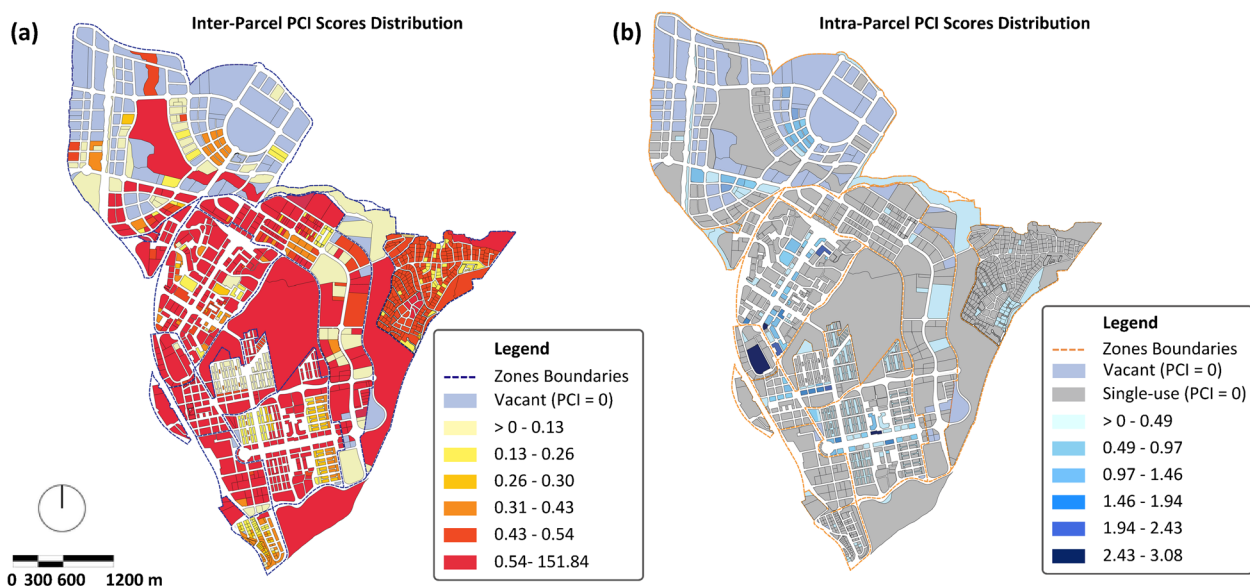 (a)
Inter-Parcel PCI Scores Distribution
Legend
Zones Boundaries
Vacant (PCI = 0)
> 0 - 0.13
0.13 - 0.26
0.26 - 0.30
0.31 - 0.43
0.43 - 0.54
0.54- 151.84
0 300 600 1200 m
(b)
Intra-Parcel PCI Scores Distribution
Legend
Zones Boundaries
Vacant (PCI = 0)
Single-use (PCI = 0)
> 0 - 0.49
0.49 - 0.97
0.97 - 1.46
1.46 - 1.94
1.94 - 2.43
2.43 - 3.08